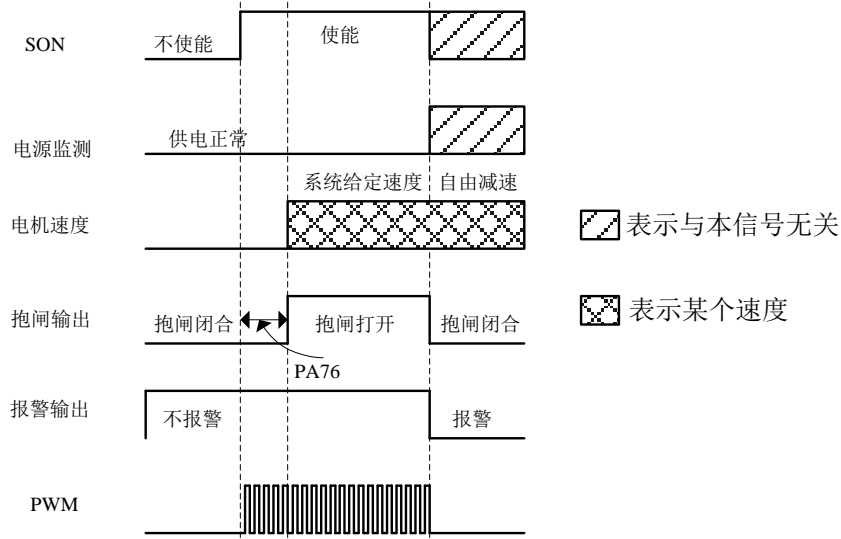 SON
不使能
使能
电源监测
供电正常
系统给定速度
自由减速
电机速度
表示与本信号无关
抱闸输出
抱闸闭合
抱闸打开
抱闸闭合
表示某个速度
PA76
报警输出
不报警
报警
PWM